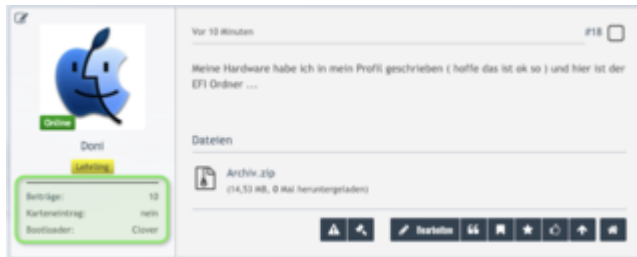 Vor 10 Minuten
#18
Meine Hardware habe ich in mein Profil geschrieben ( hoffe das ist ok so ) und hier ist der
EFI Ordner ...
Online
Doni
Lehrling
Beiträge: 10
Karteneintrag: nein
Bootloader: Clover
Dateien
Archiv.zip
(14,53 MB, 0 Mal heruntergeladen)
Bearbeiten